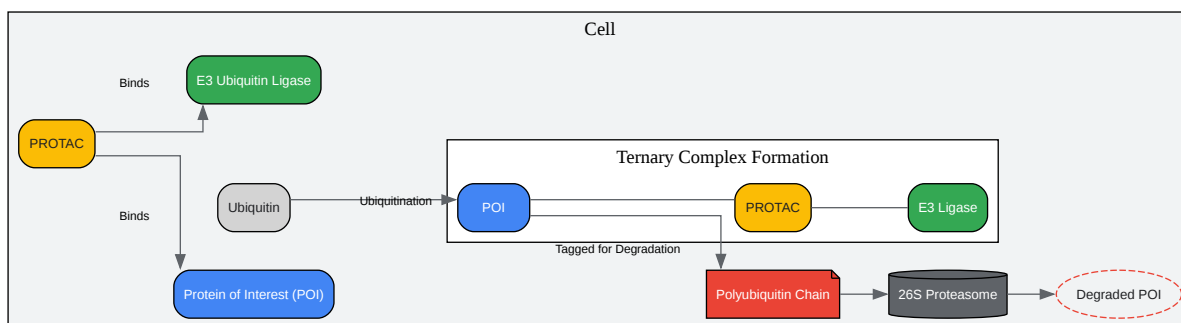 Cell
Binds
E3 Ubiquitin Ligase
PROTAC
Ternary Complex Formation
Binds
Ubiquitin
Ubiquitination
POI
PROTAC
E3 Ligase
Tagged for Degradation
Protein of Interest (POI)
Polyubiquitin Chain
26S Proteasome
Degraded POI